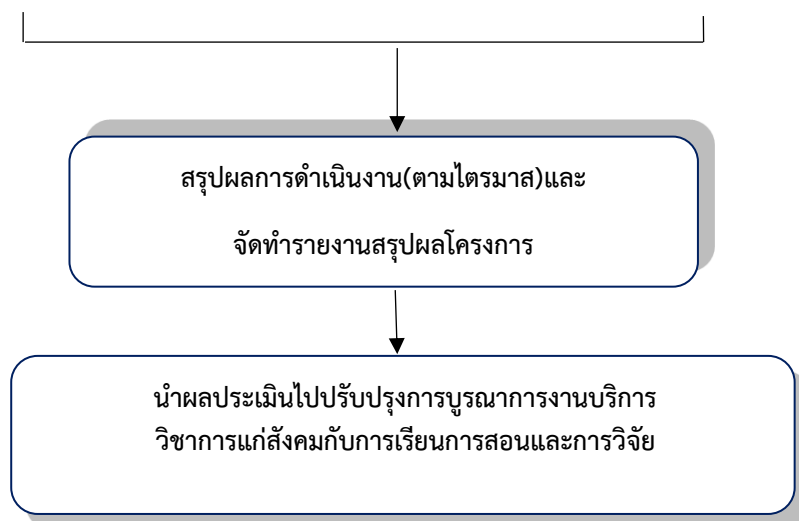 สรุปผลการดำเนินงาน(ตามไตรมาส)และ
จัดทำรายงานสรุปผลโครงการ
นำผลประเมินไปปรับปรุงการบูรณาการงานบริการ
วิชาการแก่สังคมกับการเรียนการสอนและการวิจัย